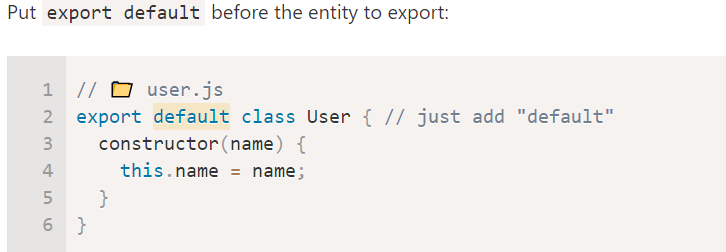 Put export default before the entity to export:
1 // 📁 user.js
2 export default class User { // just add "default"
3   constructor(name) {
4     this.name = name;
5   }
6 }